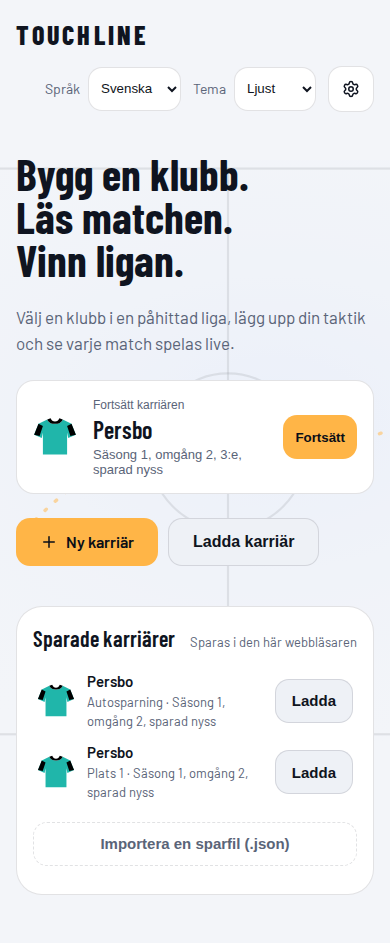 TOUCHLINE
Språk Svenska Tema Ljust
Bygg en klubb.
Läs matchen.
Vinn ligan.
Välj en klubb i en påhittad liga, lägg upp din taktik
och se varje match spelas live.
Fortsätt karriären
Persbo
Säsong 1, omgång 2, 3:e,
sparad nyss
Fortsätt
+ Ny karriär
Ladda karriär
Sparade karriärer Sparas i den här webbläsaren
Persbo
Autosparning · Säsong 1,
omgång 2, sparad nyss
Ladda
Persbo
Plats 1 · Säsong 1, omgång 2,
sparad nyss
Ladda
Importera en sparfil (.json)